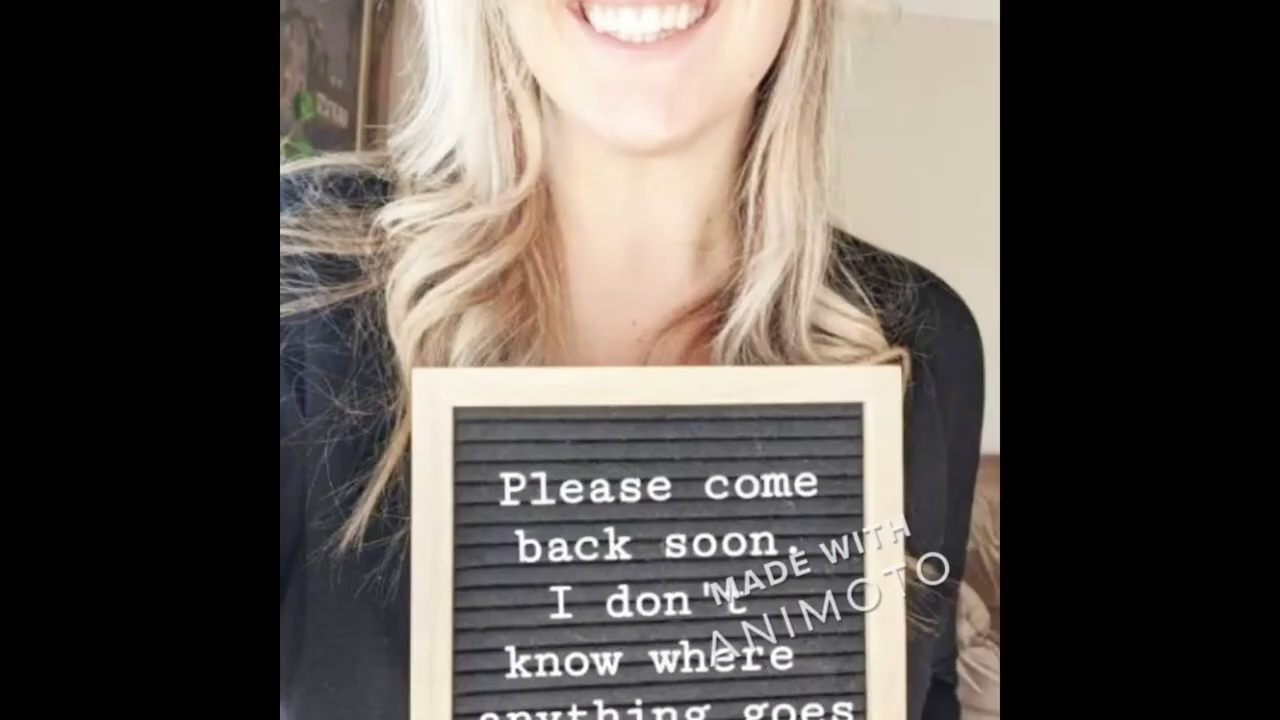 Please come
back soon.
I don't
know where
anything goes
MADE WITH
ANIMOTO